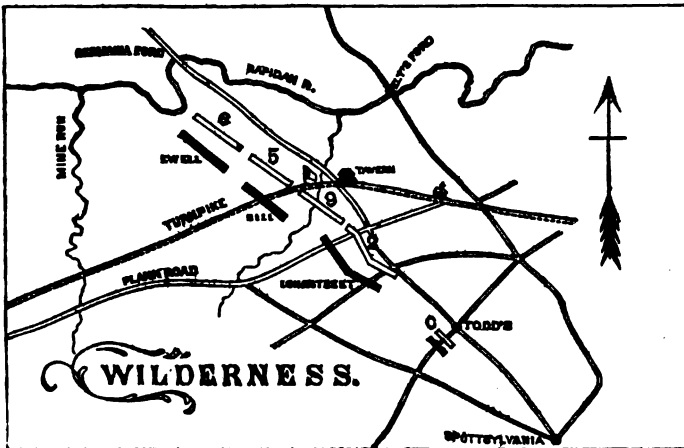 GERMANNA FORD
RAPIDAN R.
ELY'S FORD
MINE RUN
6
EWELL
5
TAVERN
9
HILL
TURNPIKE
2
PLANK ROAD
LONGSTREET
C
TODD'S
WILDERNESS.
SPOTTSYLVANIA